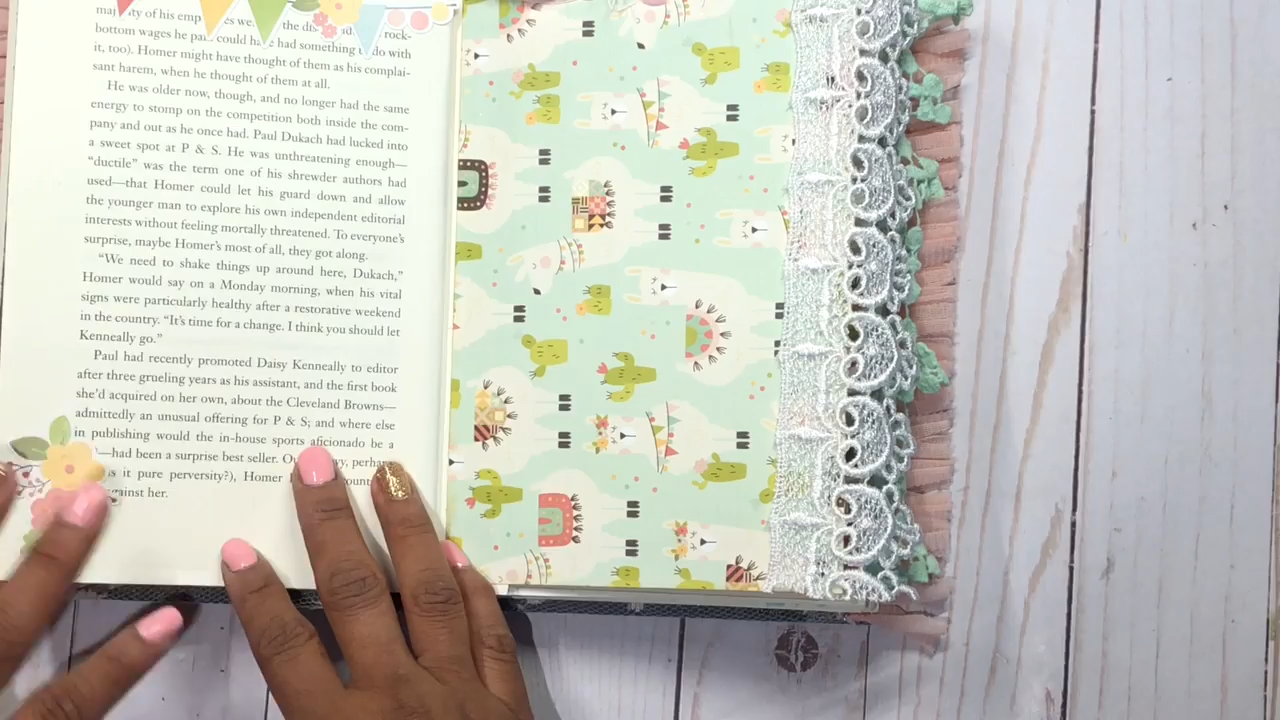 of his emp es we the dis rock-
bottom wages he pa could ha had something t do with
it, too). Homer might have thought of them as his complai-
sant harem, when he thought of them at all.
He was older now, though, and no longer had the same
energy to stomp on the competition both inside the com-
pany and out as he once had. Paul Dukach had lucked into
a sweet spot at P & S. He was unthreatening enough—
“ductile” was the term one of his shrewder authors had
used—that Homer could let his guard down and allow
the younger man to explore his own independent editorial
interests without feeling mortally threatened. To everyone’s
surprise, maybe Homer’s most of all, they got along.
“We need to shake things up around here, Dukach,”
Homer would say on a Monday morning, when his vital
signs were particularly healthy after a restorative weekend
in the country. “It’s time for a change. I think you should let
Kenneally go.”
Paul had recently promoted Daisy Kenneally to editor
after three grueling years as his assistant, and the first book
she’d acquired on her own, about the Cleveland Browns—
admittedly an unusual offering for P & S; and where else
in publishing would the in-house sports aficionado be a
—had been a surprise best seller. O y, perha
s it pure perversity?), Homer ount
gainst her.